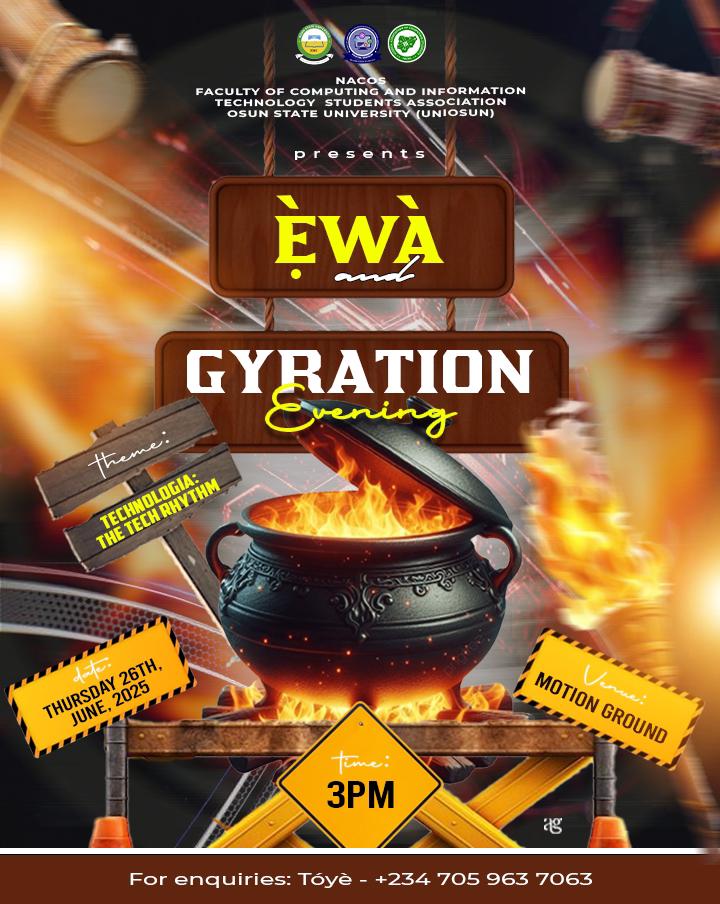 NACOS
FACULTY OF COMPUTING AND INFORMATION
TECHNOLOGY STUDENTS ASSOCIATION
OSUN STATE UNIVERSITY (UNIOSUN)
presents
Ẹ̀WÀ
and
GYRATION
Evening
theme:
TECHNOLOGIA:
THE TECH RHYTHM
date:
THURSDAY 26TH,
JUNE, 2025
Venue:
MOTION GROUND
time:
3PM
ag
For enquiries: Tóyè - +234 705 963 7063